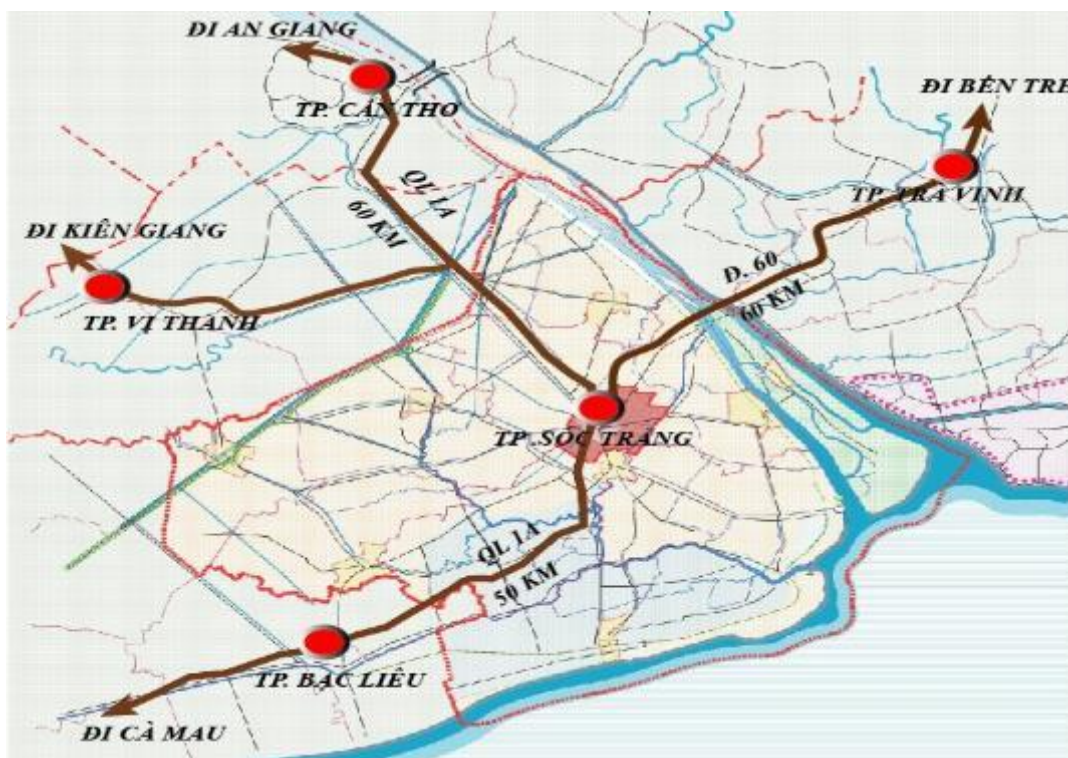 ĐI AN GIANG
TP. CẦN THƠ
ĐI BẾN TRE
TP. TRÀ VINH
QL 1A
60 KM
ĐI KIÊN GIANG
TP. VỊ THANH
Đ. 60
60 KM
TP .SÓC TRĂNG
QL 1A
50 KM
TP. BẠC LIÊU
ĐI CÀ MAU